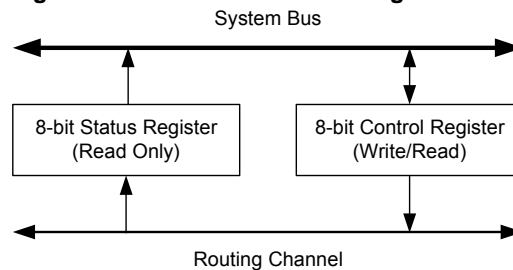 System Bus
8-bit Status Register
(Read Only)
8-bit Control Register
(Write/Read)
Routing Channel